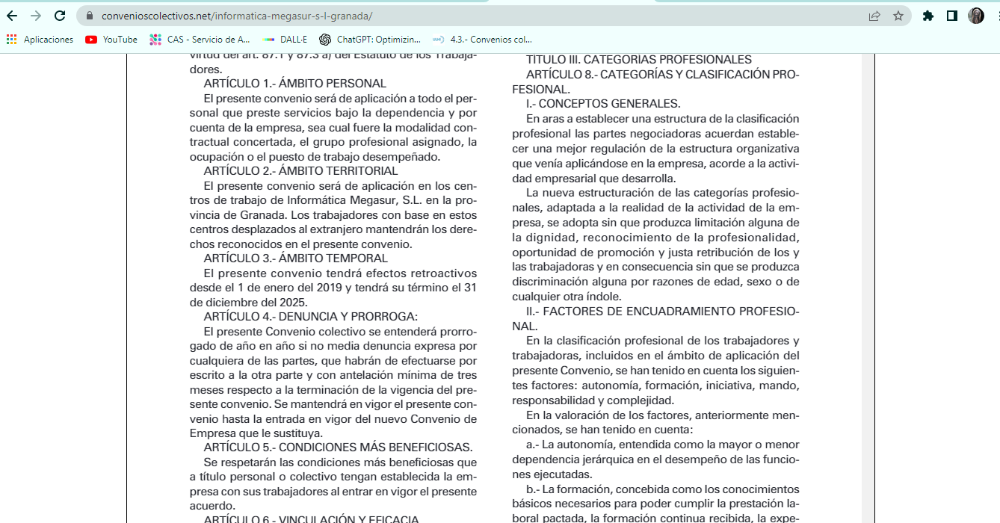 convenioscolectivos.net/informatica-megasur-s-l-granada/
Aplicaciones
YouTube
CAS - Servicio de A...
DALL·E
ChatGPT: Optimizin...
4.3.- Convenios col...
virtud del art. 87.1 y 87.3 a) del Estatuto de los Trabaja-
dores.
ARTÍCULO 1.- ÁMBITO PERSONAL
El presente convenio será de aplicación a todo el per-
sonal que preste servicios bajo la dependencia y por
cuenta de la empresa, sea cual fuere la modalidad con-
tractual concertada, el grupo profesional asignado, la
ocupación o el puesto de trabajo desempeñado.
ARTÍCULO 2.- ÁMBITO TERRITORIAL
El presente convenio será de aplicación en los cen-
tros de trabajo de Informática Megasur, S.L. en la pro-
vincia de Granada. Los trabajadores con base en estos
centros desplazados al extranjero mantendrán los dere-
chos reconocidos en el presente convenio.
ARTÍCULO 3.- ÁMBITO TEMPORAL
El presente convenio tendrá efectos retroactivos
desde el 1 de enero del 2019 y tendrá su término el 31
de diciembre del 2025.
ARTÍCULO 4.- DENUNCIA Y PRORROGA:
El presente Convenio colectivo se entenderá prorro-
gado de año en año si no media denuncia expresa por
cualquiera de las partes, que habrán de efectuarse por
escrito a la otra parte y con antelación mínima de tres
meses respecto a la terminación de la vigencia del pre-
sente convenio. Se mantendrá en vigor el presente con-
venio hasta la entrada en vigor del nuevo Convenio de
Empresa que le sustituya.
ARTÍCULO 5.- CONDICIONES MÁS BENEFICIOSAS.
Se respetarán las condiciones más beneficiosas que
a título personal o colectivo tengan establecida la em-
presa con sus trabajadores al entrar en vigor el presente
acuerdo.
ARTÍCULO 6.- VINCULACIÓN Y EFICACIA
TÍTULO III. CATEGORÍAS PROFESIONALES
ARTÍCULO 8.- CATEGORÍAS Y CLASIFICACIÓN PRO-
FESIONAL.
I.- CONCEPTOS GENERALES.
En aras a establecer una estructura de la clasificación
profesional las partes negociadoras acuerdan estable-
cer una mejor regulación de la estructura organizativa
que venía aplicándose en la empresa, acorde a la activi-
dad empresarial que desarrolla.
La nueva estructuración de las categorías profesio-
nales, adaptada a la realidad de la actividad de la em-
presa, se adopta sin que produzca limitación alguna de
la dignidad, reconocimiento de la profesionalidad,
oportunidad de promoción y justa retribución de los y
las trabajadoras y en consecuencia sin que se produzca
discriminación alguna por razones de edad, sexo o de
cualquier otra índole.
II.- FACTORES DE ENCUADRAMIENTO PROFESIO-
NAL.
En la clasificación profesional de los trabajadores y
trabajadoras, incluidos en el ámbito de aplicación del
presente Convenio, se han tenido en cuenta los siguien-
tes factores: autonomía, formación, iniciativa, mando,
responsabilidad y complejidad.
En la valoración de los factores, anteriormente men-
cionados, se han tenido en cuenta:
a.- La autonomía, entendida como la mayor o menor
dependencia jerárquica en el desempeño de las funcio-
nes ejecutadas.
b.- La formación, concebida como los conocimientos
básicos necesarios para poder cumplir la prestación la-
boral pactada, la formación continua recibida, la expe-